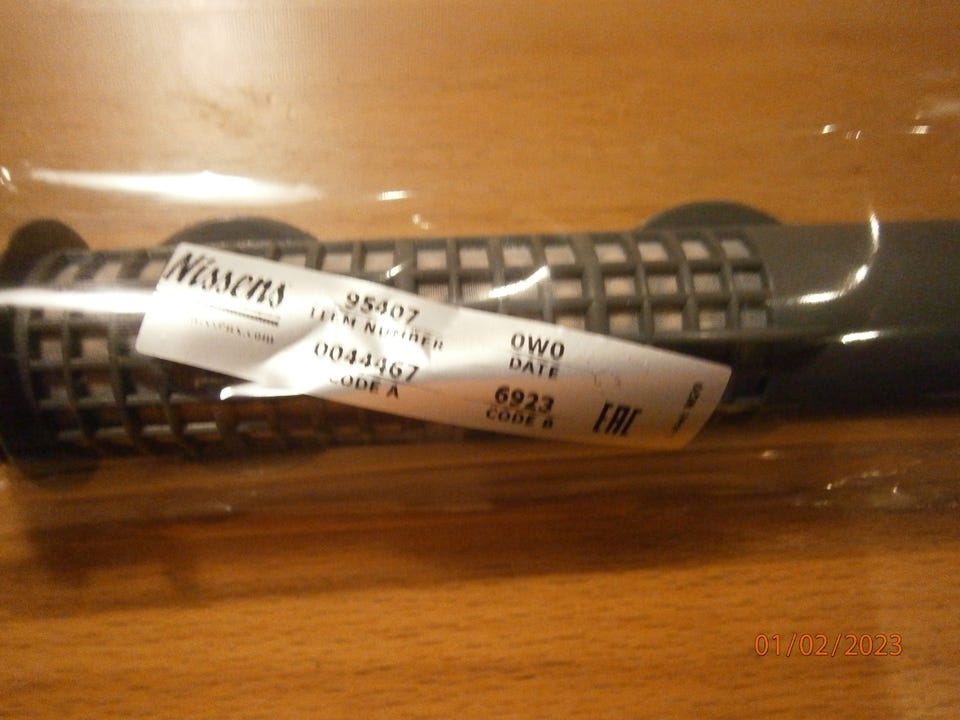 Nissens
95407
ITEM NUMBER
0W0
DATE
0044467
CODE A
6923
CODE B
EAC
01/02/2023